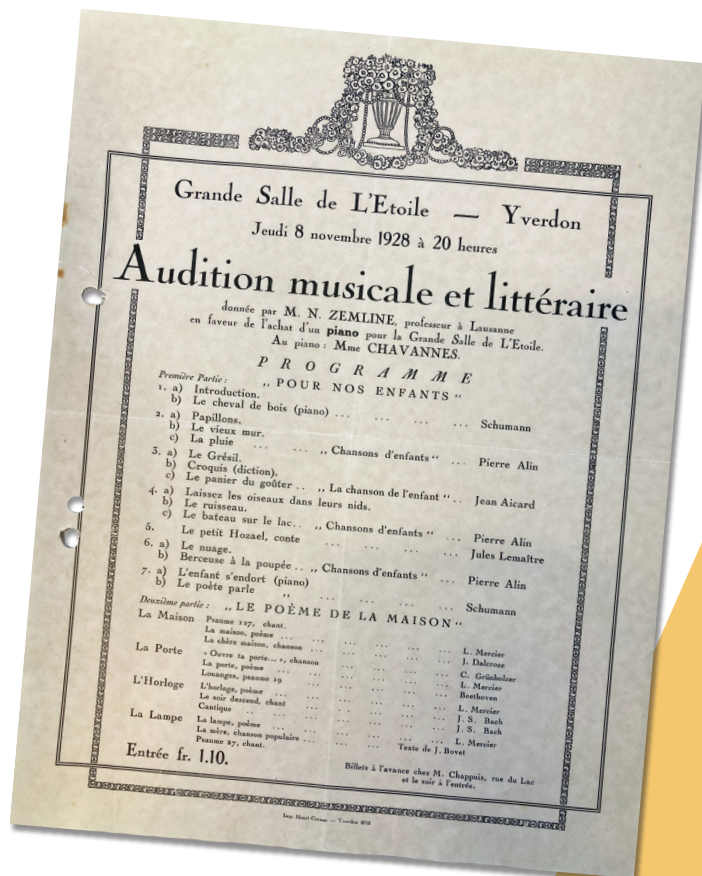 Grande Salle de L'Etoile — Yverdon
Jeudi 8 novembre 1928 à 20 heures
Audition musicale et littéraire
donnée par M. N. ZEMLINE, professeur à Lausanne
en faveur de l'achat d'un piano pour la Grande Salle de L'Etoile.
Au piano : Mme CHAVANNES.
PROGRAMME
Première Partie : ,, POUR NOS ENFANTS "
1. a) Introduction.
b) Le cheval de bois (piano) ... ... ... ... Schumann
2. a) Papillons.
b) Le vieux mur.
c) La pluie ... ... ,, Chansons d'enfants " ... Pierre Alin
3. a) Le Grésil.
b) Croquis (diction).
c) Le panier du goûter .. ,, La chanson de l'enfant " .. Jean Aicard
4. a) Laissez les oiseaux dans leurs nids.
b) Le ruisseau.
c) Le bateau sur le lac.. ,, Chansons d'enfants " ... Pierre Alin
5. Le petit Hozael, conte ... ... ... ... Jules Lemaître
6. a) Le nuage.
b) Berceuse à la poupée .. ,, Chansons d'enfants " ... Pierre Alin
7. a) L'enfant s'endort (piano)
b) Le poète parle ,, ... ... ... ... Schumann
Deuxième partie : ,, LE POÈME DE LA MAISON "
La Maison Psaume 127, chant.
La maison, poème ... ... ... ... ... L. Mercier
La chère maison, chanson ... ... ... ... J. Dalcroze
La Porte « Ouvre ta porte... », chanson ... ... ... C. Grünholzer
La porte, poème ... ... ... ... ... L. Mercier
Louanges, psaume 19 ... ... ... ... Beethoven
L'Horloge L'horloge, poème ... ... ... ... ... L. Mercier
Le soir descend, chant ... ... ... ... J. S. Bach
Cantique .. ... ... ... ... ... J. S. Bach
La Lampe La lampe, poème ... ... ... ... ... L. Mercier
La mère, chanson populaire ... ... ... Texte de J. Bovet
Psaume 27, chant.
Entrée fr. 1.10.
Billets à l'avance chez M. Chappuis, rue du Lac
et le soir à l'entrée.
Imp. Henri Cornaz — Yverdon